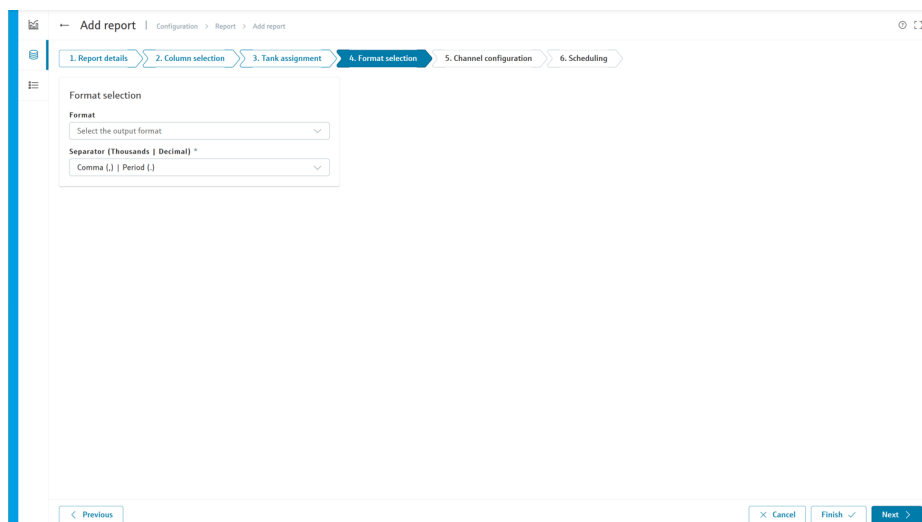 ← Add report | Configuration > Report > Add report
1. Report details
2. Column selection
3. Tank assignment
4. Format selection
5. Channel configuration
6. Scheduling
Format selection
Format
Select the output format
Separator (Thousands | Decimal) *
Comma (,) | Period (.)
< Previous
× Cancel
Finish ✓
Next >